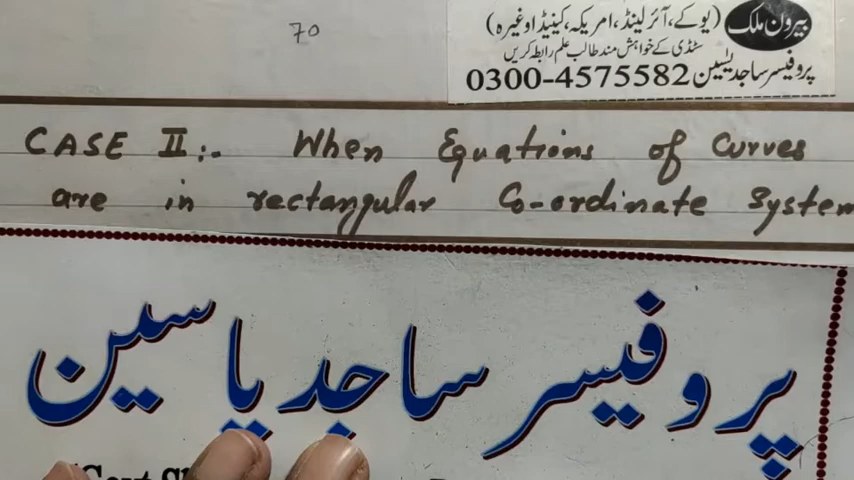 70
بیرون ملک (یوکے، آئرلینڈ، امریکہ، کینیڈا وغیرہ)
سٹڈی کے خواہش مند طالب علم رابطہ کریں
پروفیسر ساجد یٰسین 0300-4575582
CASE II:. When Equations of Curves
are in rectangular Co-ordinate System
پروفیسر ساجد یاسین